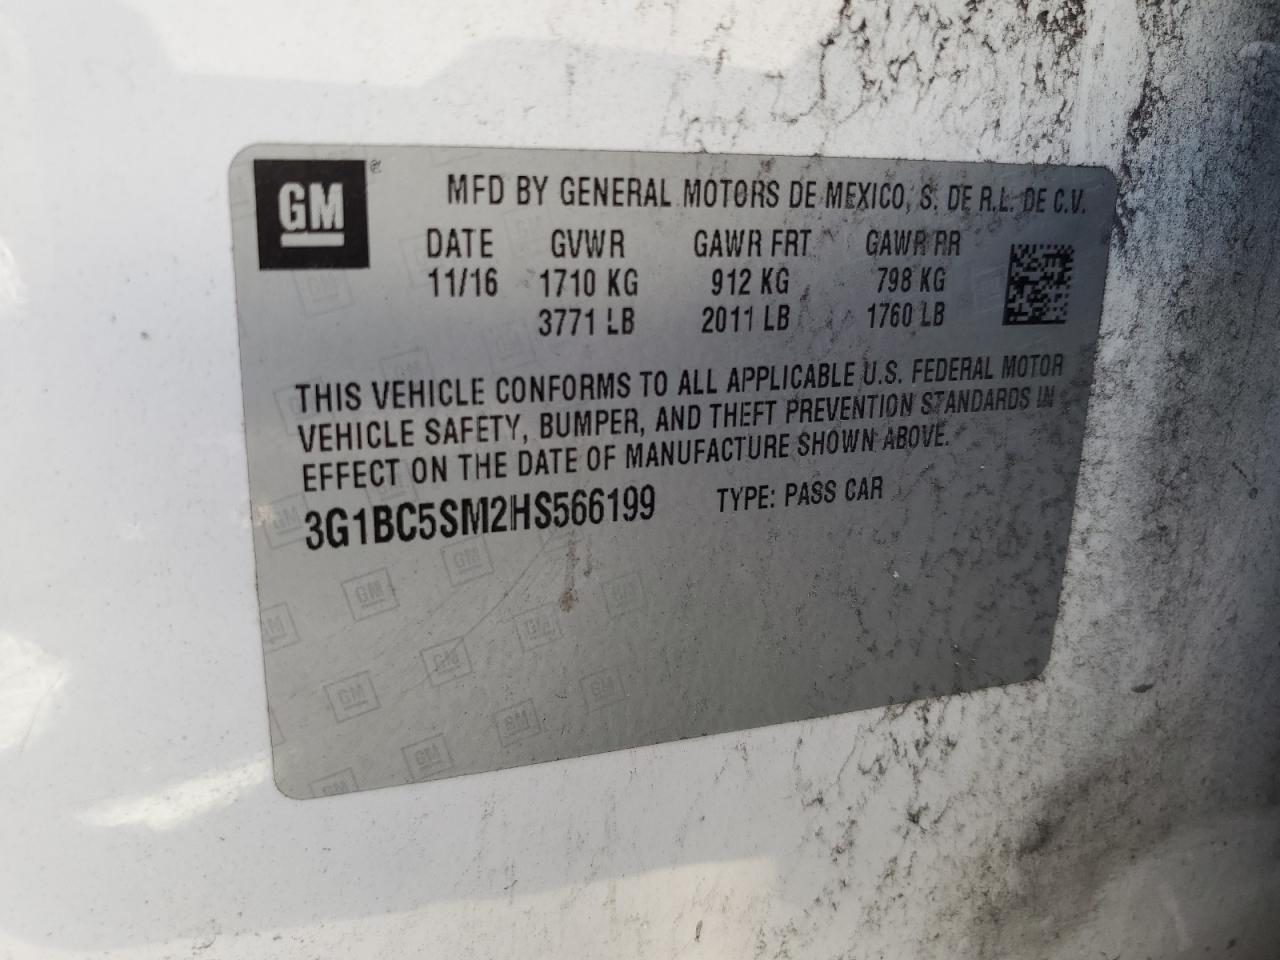 GM ® MFD BY GENERAL MOTORS DE MEXICO, S. DE R.L. DE C.V.
DATE GVWR GAWR FRT GAWR RR
11/16 1710 KG 912 KG 798 KG
3771 LB 2011 LB 1760 LB
THIS VEHICLE CONFORMS TO ALL APPLICABLE U.S. FEDERAL MOTOR
VEHICLE SAFETY, BUMPER, AND THEFT PREVENTION STANDARDS IN
EFFECT ON THE DATE OF MANUFACTURE SHOWN ABOVE.
3G1BC5SM2HS566199 TYPE: PASS CAR